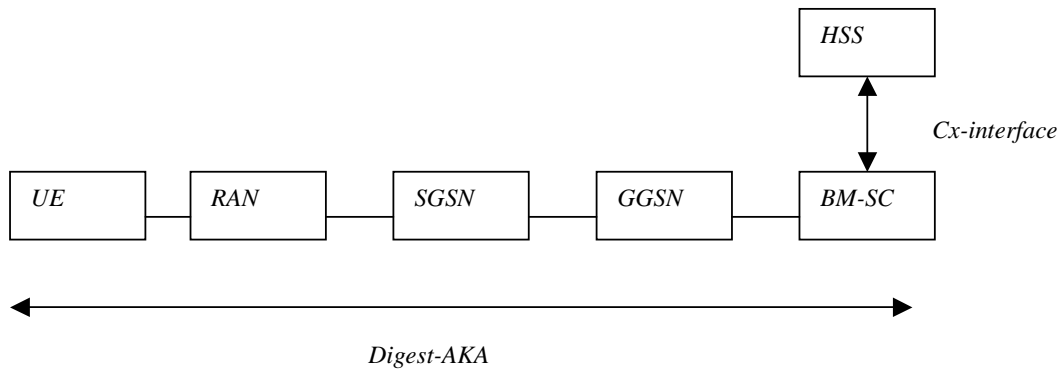 HSS
Cx-interface
UE
RAN
SGSN
GGSN
BM-SC
Digest-AKA